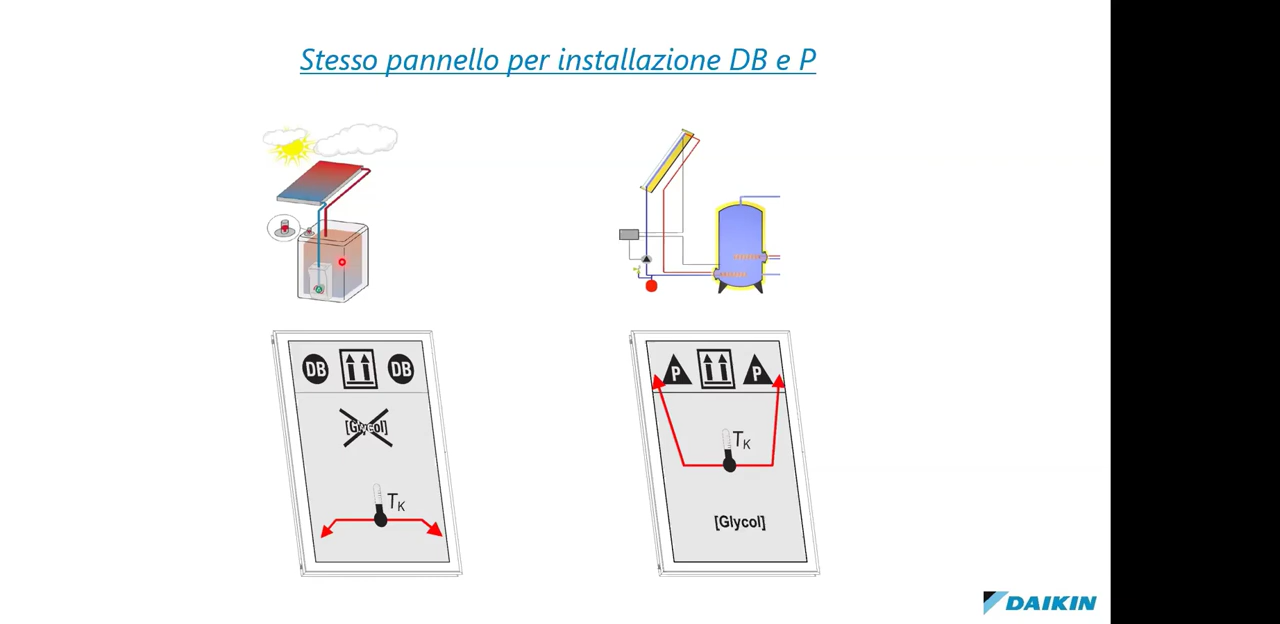 Stesso pannello per installazione DB e P
DB DB
P P
[Glycol]
TK
TK
[Glycol]
DAIKIN